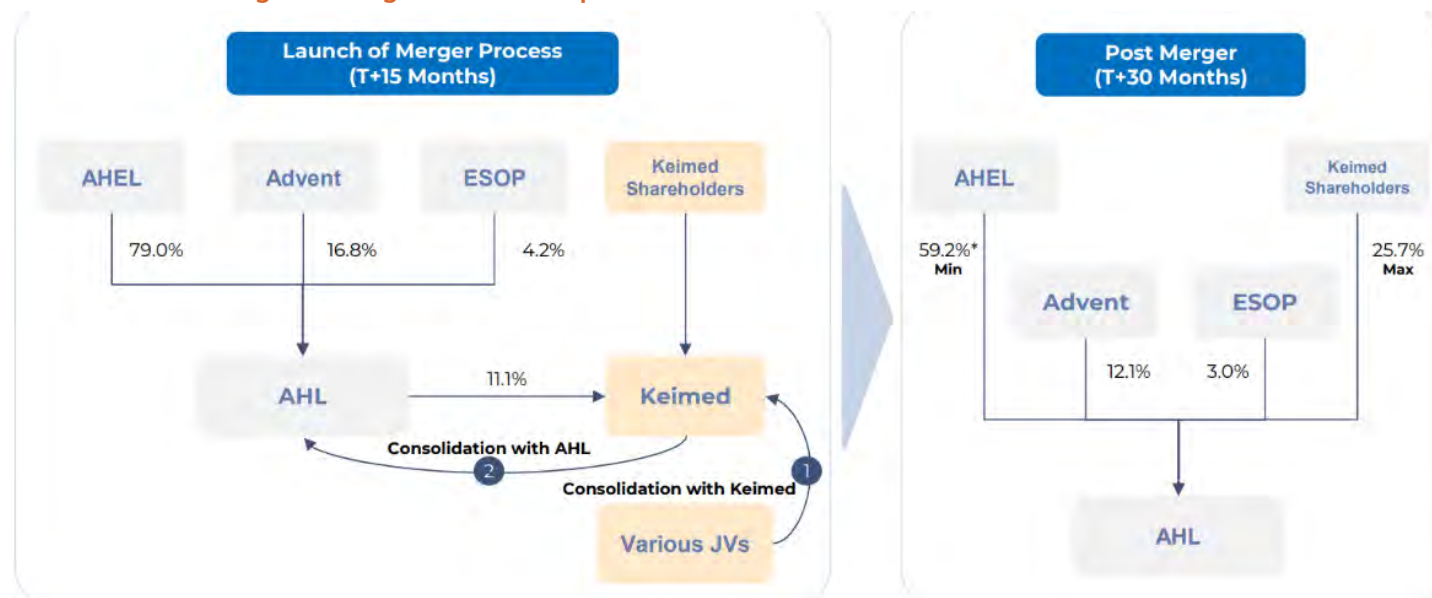 Launch of Merger Process
(T+15 Months)
AHEL
Advent
ESOP
Keimed
Shareholders
79.0%
16.8%
4.2%
AHL
11.1%
Keimed
Consolidation with AHL
2
1
Consolidation with Keimed
Various JVs
Post Merger
(T+30 Months)
AHEL
Keimed
Shareholders
59.2%*
Min
25.7%
Max
Advent
ESOP
12.1%
3.0%
AHL